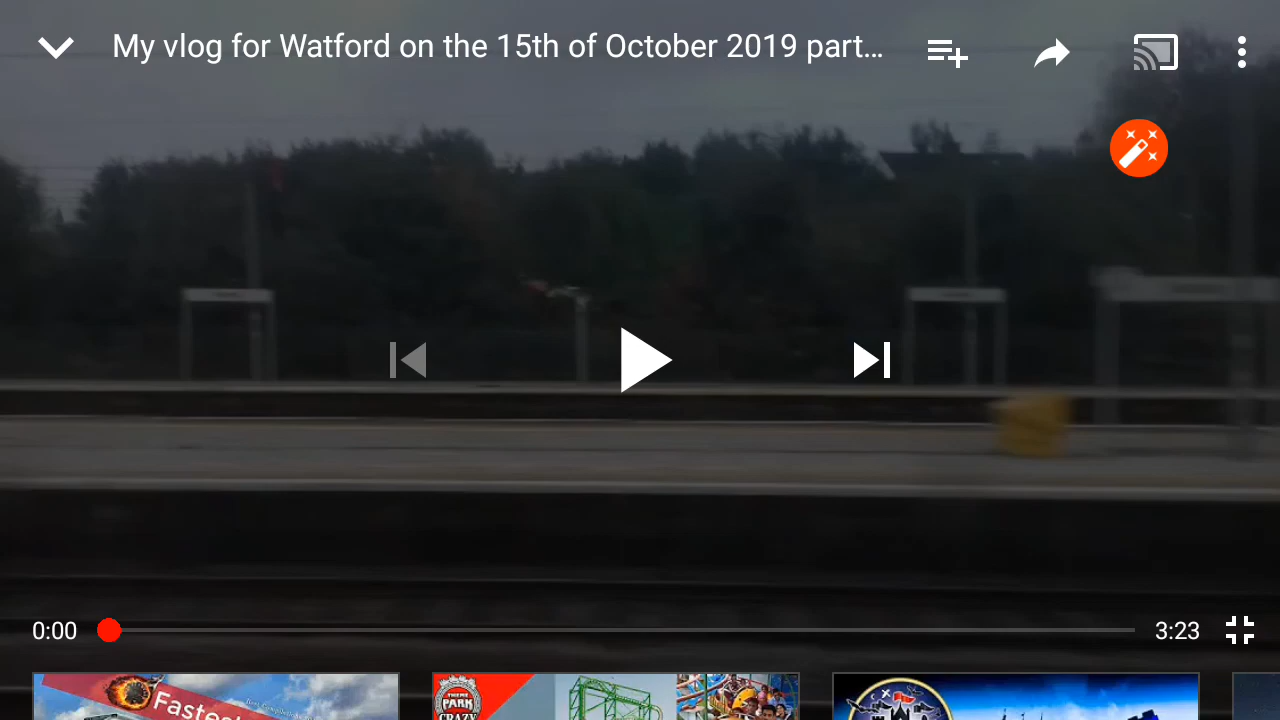 My vlog for Watford on the 15th of October 2019 part...
0:00
3:23
Fastest
THEME
PARK
CRAZY